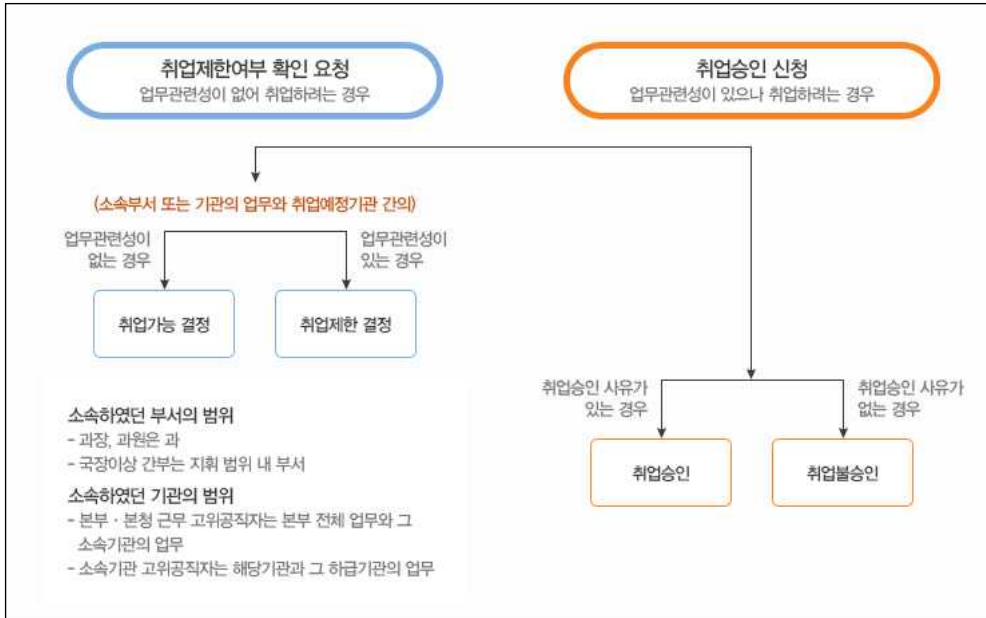 취업제한여부 확인 요청
업무관련성이 없어 취업하려는 경우
취업승인 신청
업무관련성이 있으나 취업하려는 경우
(소속부서 또는 기관의 업무와 취업예정기관 간의)
업무관련성이
없는 경우
업무관련성이
있는 경우
취업가능 결정
취업제한 결정
소속하였던 부서의 범위
- 과장, 과원은 과
- 국장이상 간부는 지휘 범위 내 부서
소속하였던 기관의 범위
- 본부 · 본청 근무 고위공직자는 본부 전체 업무와 그
소속기관의 업무
- 소속기관 고위공직자는 해당기관과 그 하급기관의 업무
취업승인 사유가
있는 경우
취업승인 사유가
없는 경우
취업승인
취업불승인